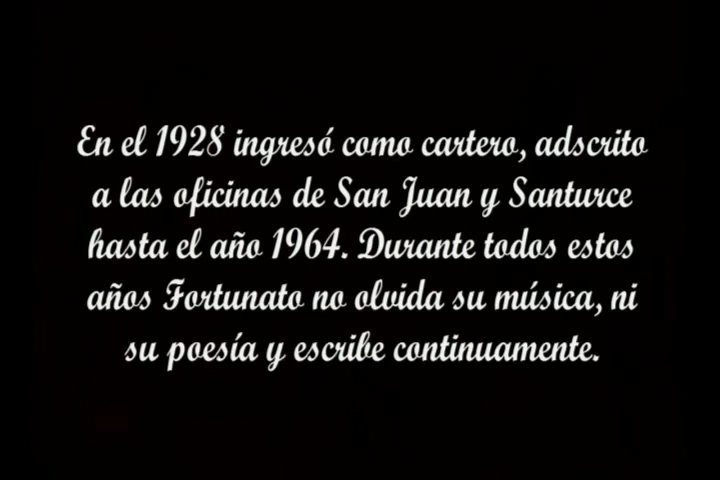 En el 1928 ingresó como cartero, adscrito
a las oficinas de San Juan y Santurce
hasta el año 1964. Durante todos estos
años Fortunato no olvida su música, ni
su poesía y escribe continuamente.